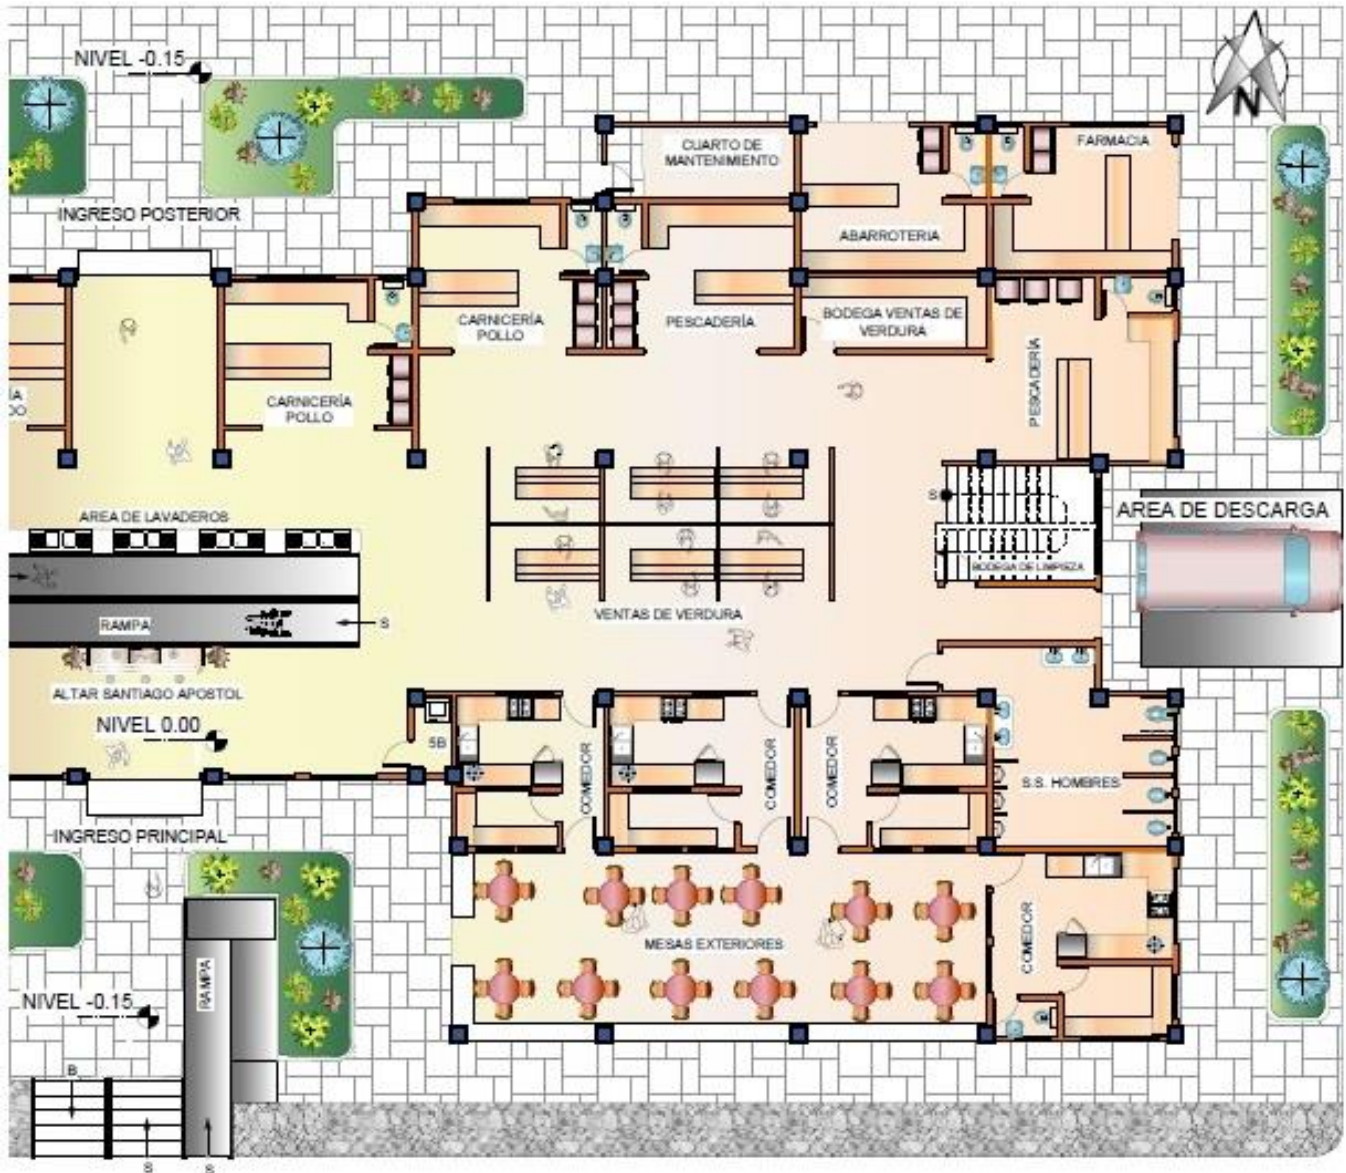 NIVEL -0.15
N
CUARTO DE
MANTENIMIENTO
FARMACIA
INGRESO POSTERIOR
ABARROTERIA
CARNICERÍA
POLLO
PESCADERÍA
BODEGA VENTAS DE
VERDURA
PESCADERÍA
CARNICERÍA
POLLO
S
AREA DE DESCARGA
AREA DE LAVADEROS
BODEGA DE LIMPIEZA
RAMPA
S
VENTAS DE VERDURA
ALTAR SANTIAGO APOSTOL
NIVEL 0.00
COMEDOR
COMEDOR
COMEDOR
S.S. HOMBRES
INGRESO PRINCIPAL
MESAS EXTERIORES
COMEDOR
RAMPA
NIVEL -0.15
B
S
S